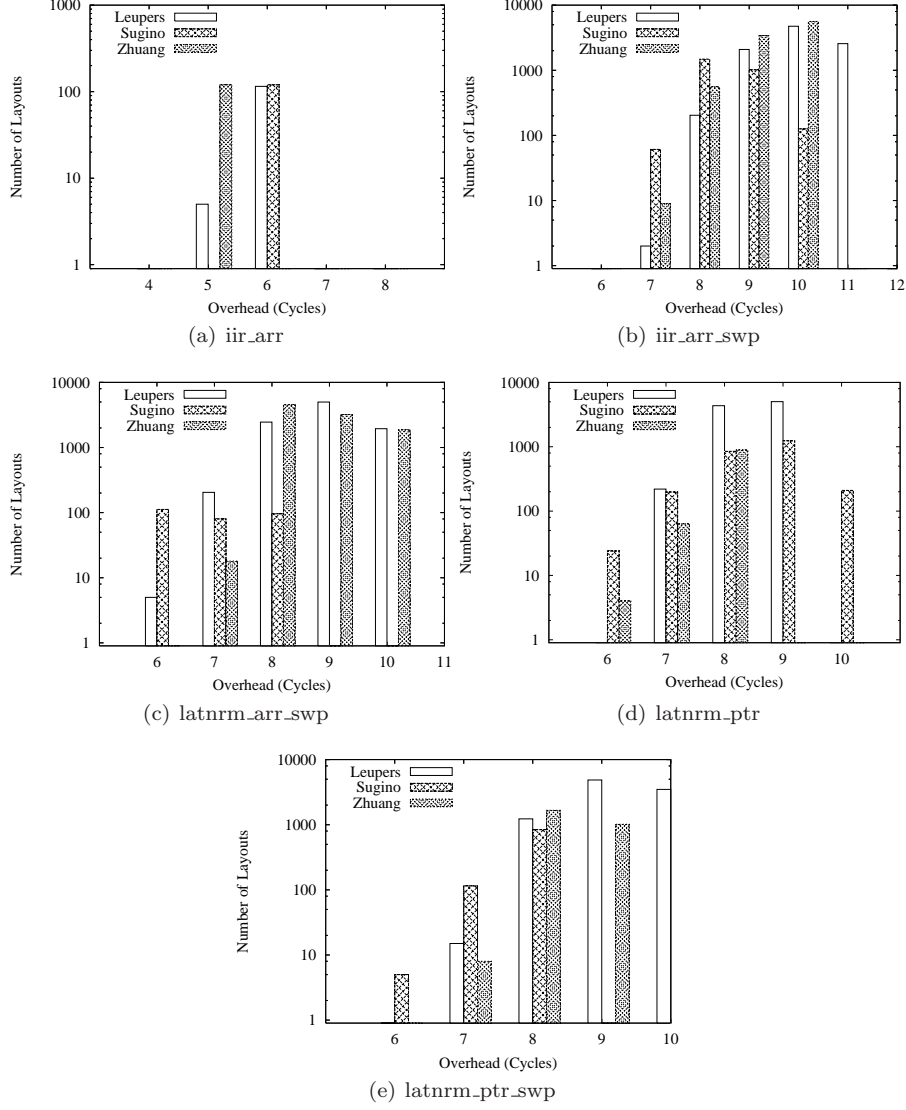 1000
100
10
1
Number of Layouts
Leupers
Sugino
Zhuang
4 5 6 7 8
Overhead (Cycles)
(a) iir_arr
10000
1000
100
10
1
Number of Layouts
Leupers
Sugino
Zhuang
6 7 8 9 10 11 12
Overhead (Cycles)
(b) iir_arr_swp
10000
1000
100
10
1
Number of Layouts
Leupers
Sugino
Zhuang
6 7 8 9 10 11
Overhead (Cycles)
(c) latnrm_arr_swp
10000
1000
100
10
1
Number of Layouts
Leupers
Sugino
Zhuang
6 7 8 9 10
Overhead (Cycles)
(d) latnrm_ptr
10000
1000
100
10
1
Number of Layouts
Leupers
Sugino
Zhuang
6 7 8 9 10
Overhead (Cycles)
(e) latnrm_ptr_swp